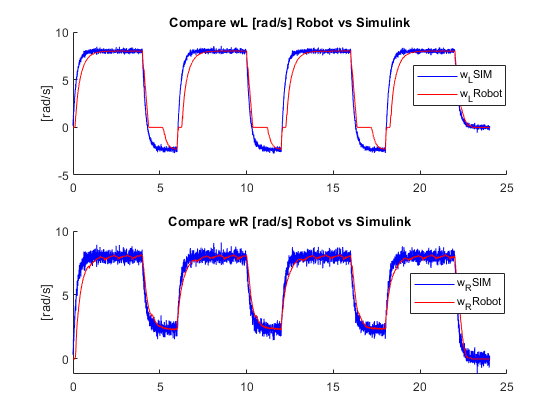 Compare wL [rad/s] Robot vs Simulink
10
5
0
-5
[rad/s]
wLSIM
wLRobot
0 5 10 15 20 25
Compare wR [rad/s] Robot vs Simulink
10
5
0
[rad/s]
wRSIM
wRRobot
0 5 10 15 20 25